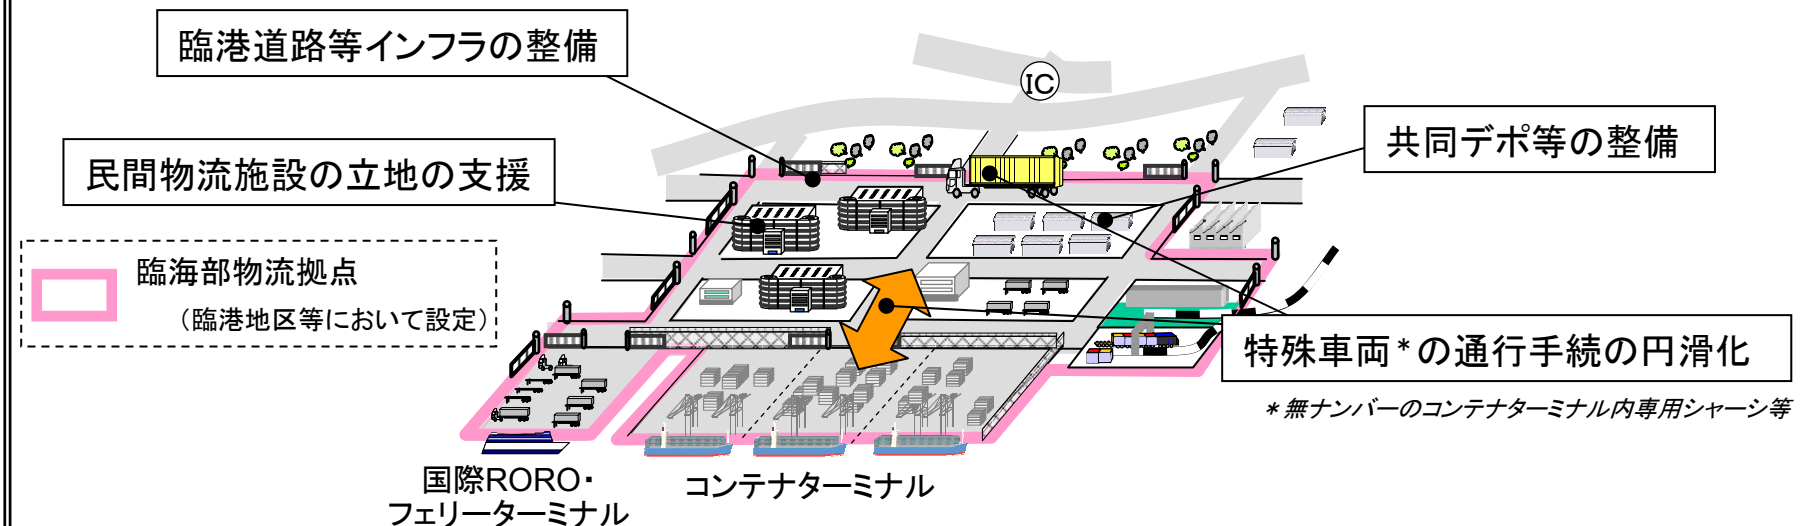 臨港道路等インフラの整備
IC
共同デポ等の整備
民間物流施設の立地の支援
臨海部物流拠点
（臨港地区等において設定）
特殊車両*の通行手続の円滑化
*無ナンバーのコンテナターミナル内専用シャーシ等
国際RORO・
フェリーターミナル
コンテナターミナル